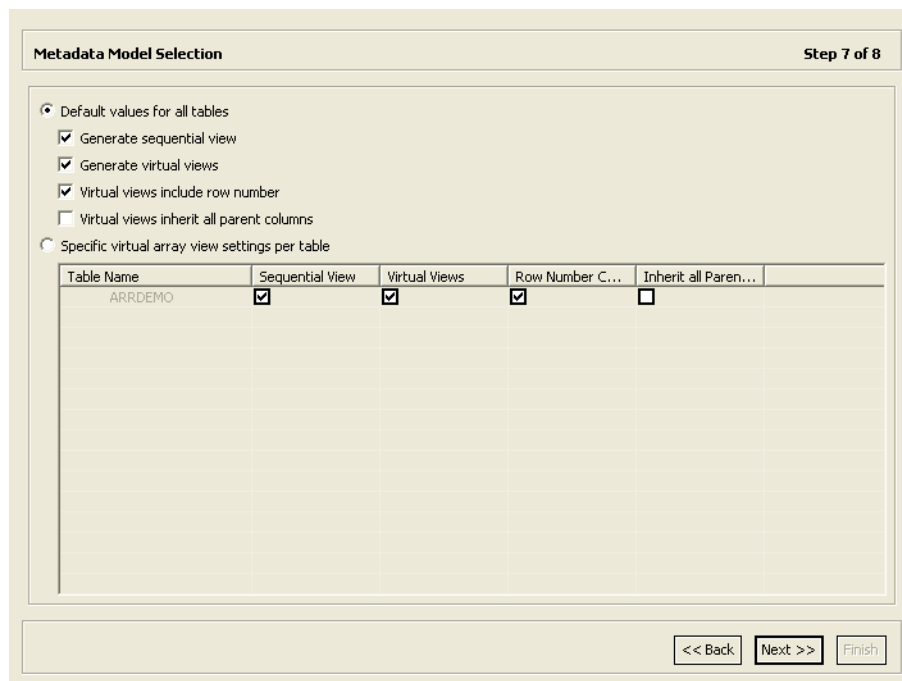 Metadata Model Selection Step 7 of 8
Default values for all tables
Generate sequential view
Generate virtual views
Virtual views include row number
Virtual views inherit all parent columns
Specific virtual array view settings per table
Table Name Sequential View Virtual Views Row Number C... Inherit all Paren...
ARRDEMO
<< Back Next >> Finish